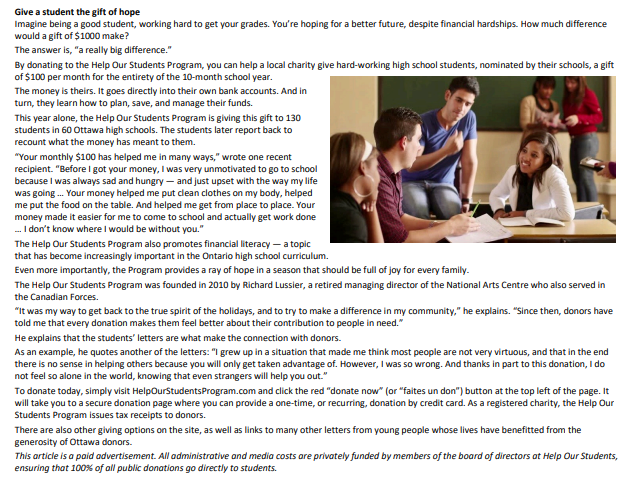 Give a student the gift of hope
Imagine being a good student, working hard to get your grades. You’re hoping for a better future, despite financial hardships. How much difference
would a gift of $1000 make?
The answer is, “a really big difference.”
By donating to the Help Our Students Program, you can help a local charity give hard-working high school students, nominated by their schools, a gift
of $100 per month for the entirety of the 10-month school year.
The money is theirs. It goes directly into their own bank accounts. And in
turn, they learn how to plan, save, and manage their funds.
This year alone, the Help Our Students Program is giving this gift to 130
students in 60 Ottawa high schools. The students later report back to
recount what the money has meant to them.
“Your monthly $100 has helped me in many ways,” wrote one recent
recipient. “Before I got your money, I was very unmotivated to go to school
because I was always sad and hungry — and just upset with the way my life
was going … Your money helped me put clean clothes on my body, helped
me put the food on the table. And helped me get from place to place. Your
money made it easier for me to come to school and actually get work done
… I don’t know where I would be without you.”
The Help Our Students Program also promotes financial literacy — a topic
that has become increasingly important in the Ontario high school curriculum.
Even more importantly, the Program provides a ray of hope in a season that should be full of joy for every family.
The Help Our Students Program was founded in 2010 by Richard Lussier, a retired managing director of the National Arts Centre who also served in
the Canadian Forces.
“It was my way to get back to the true spirit of the holidays, and to try to make a difference in my community,” he explains. “Since then, donors have
told me that every donation makes them feel better about their contribution to people in need.”
He explains that the students’ letters are what make the connection with donors.
As an example, he quotes another of the letters: “I grew up in a situation that made me think most people are not very virtuous, and that in the end
there is no sense in helping others because you will only get taken advantage of. However, I was so wrong. And thanks in part to this donation, I do
not feel so alone in the world, knowing that even strangers will help you out.”
To donate today, simply visit HelpOurStudentsProgram.com and click the red “donate now” (or “faites un don”) button at the top left of the page. It
will take you to a secure donation page where you can provide a one-time, or recurring, donation by credit card. As a registered charity, the Help Our
Students Program issues tax receipts to donors.
There are also other giving options on the site, as well as links to many other letters from young people whose lives have benefitted from the
generosity of Ottawa donors.
This article is a paid advertisement. All administrative and media costs are privately funded by members of the board of directors at Help Our Students,
ensuring that 100% of all public donations go directly to students.